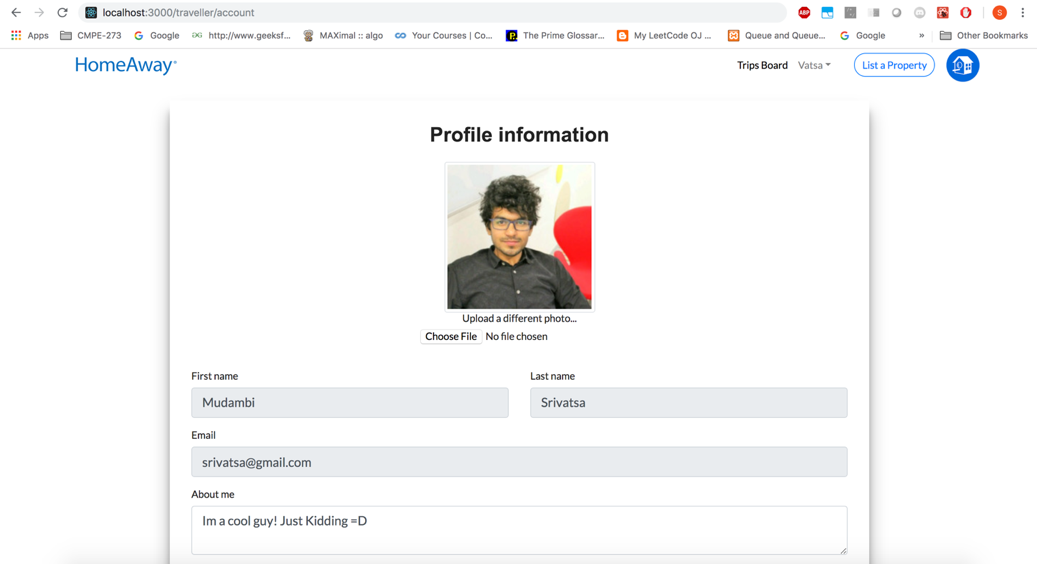 localhost:3000/traveller/account
ABP
S
Apps CMPE-273 Google http://www.geeksf... MAXimal :: algo Your Courses | Co... The Prime Glossar... My LeetCode OJ ... Queue and Queue... Google » Other Bookmarks
HomeAway
Trips Board Vatsa List a Property
Profile information
Upload a different photo...
Choose File No file chosen
First name Last name
Mudambi Srivatsa
Email
srivatsa@gmail.com
About me
Im a cool guy! Just Kidding =D